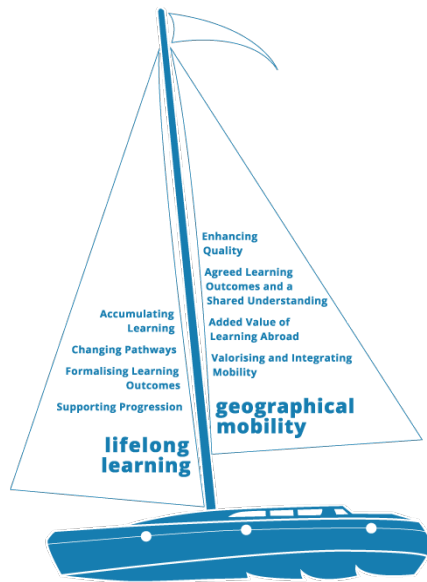 Accumulating
Learning
Changing Pathways
Formalising Learning
Outcomes
Supporting Progression
lifelong
learning
Enhancing
Quality
Agreed Learning
Outcomes and a
Shared Understanding
Added Value of
Learning Abroad
Valorising and Integrating
Mobility
geographical
mobility